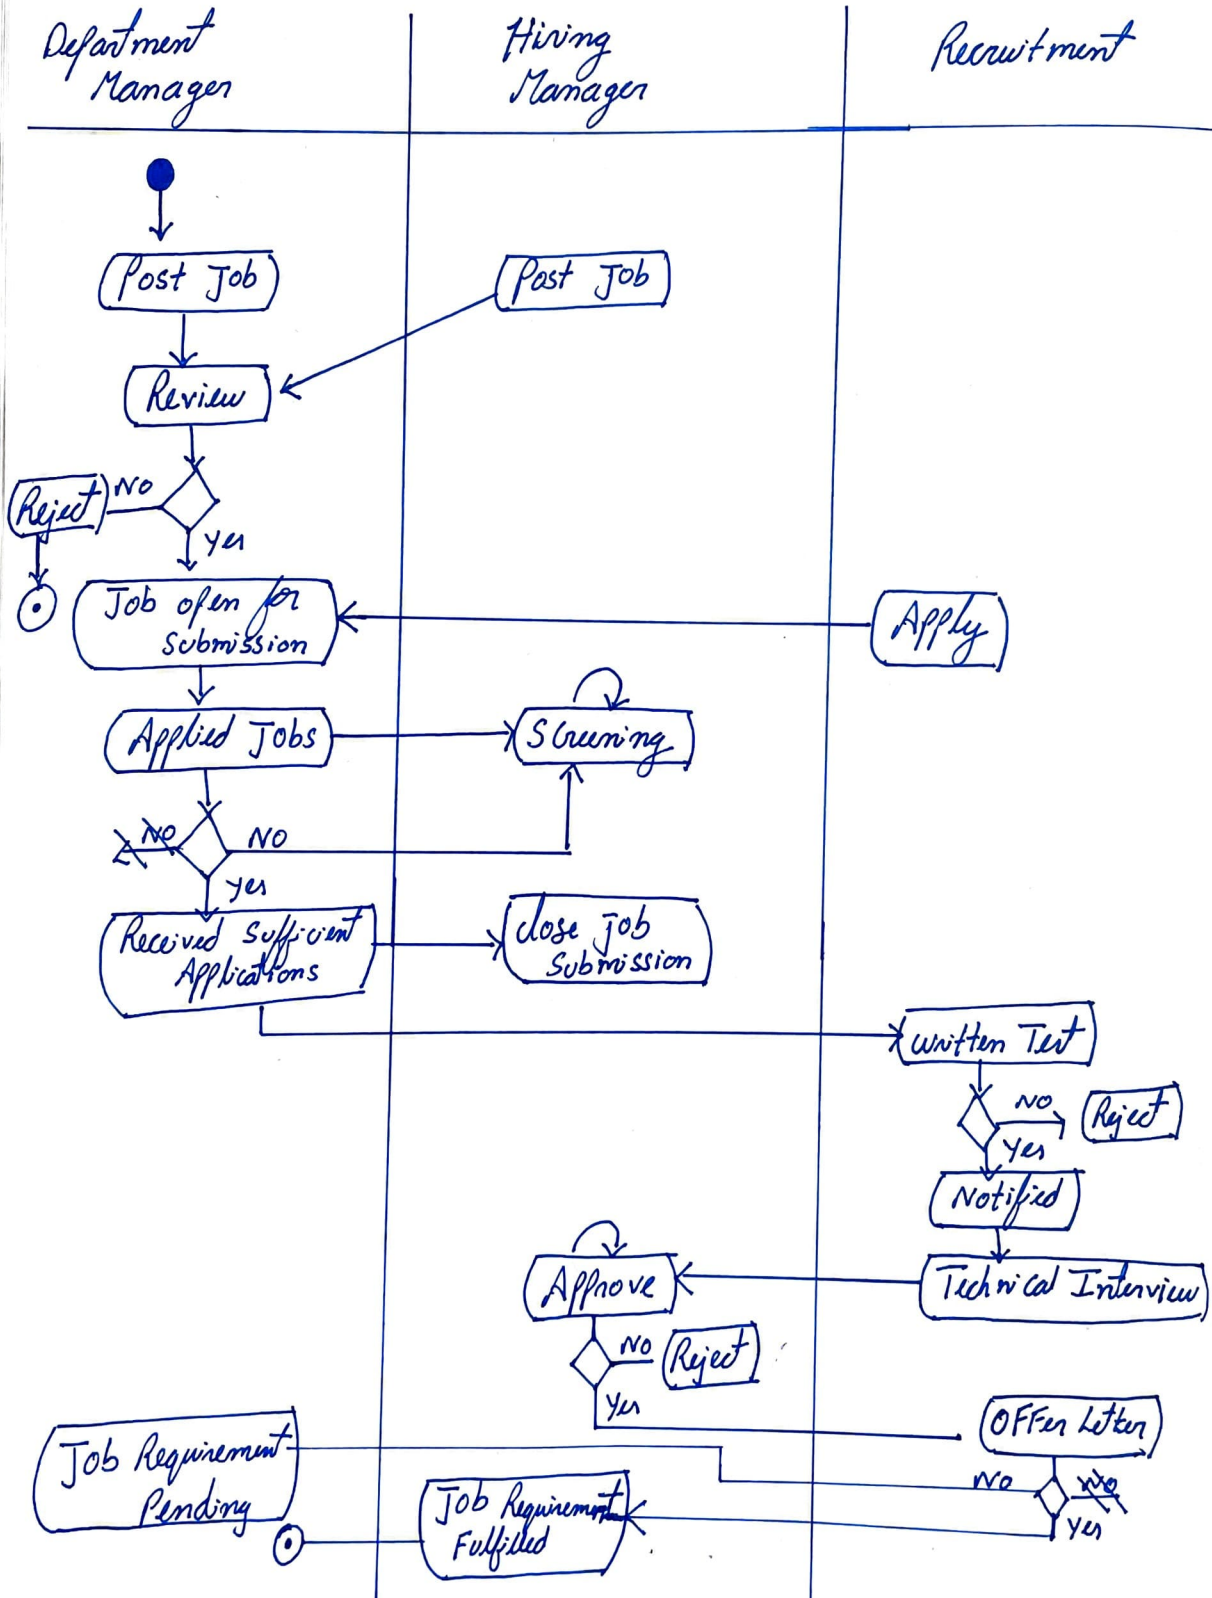 Department
Manager
Hiring
Manager
Recruitment
Post Job
Post Job
Review
Reject
NO
Yes
Job open for
Submission
Apply
Applied Jobs
Screening
NO
NO
Yes
Received Sufficient
Applications
Close Job
Submission
Written Test
NO
Reject
Yes
Notified
Technical Interview
Approve
NO
Reject
Yes
OFFer Letter
Job Requirement
Pending
NO
NO
Yes
Job Requirement
Fulfilled